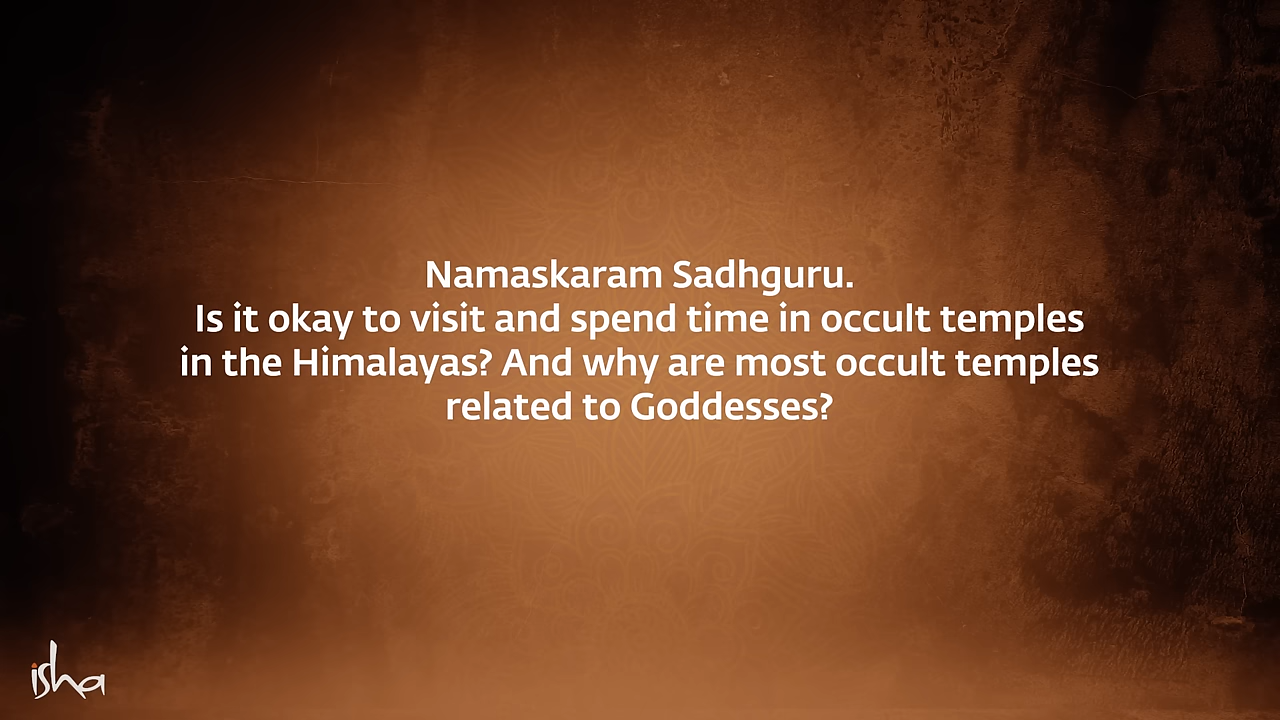 Namaskaram Sadhguru.
Is it okay to visit and spend time in occult temples
in the Himalayas? And why are most occult temples
related to Goddesses?
isha